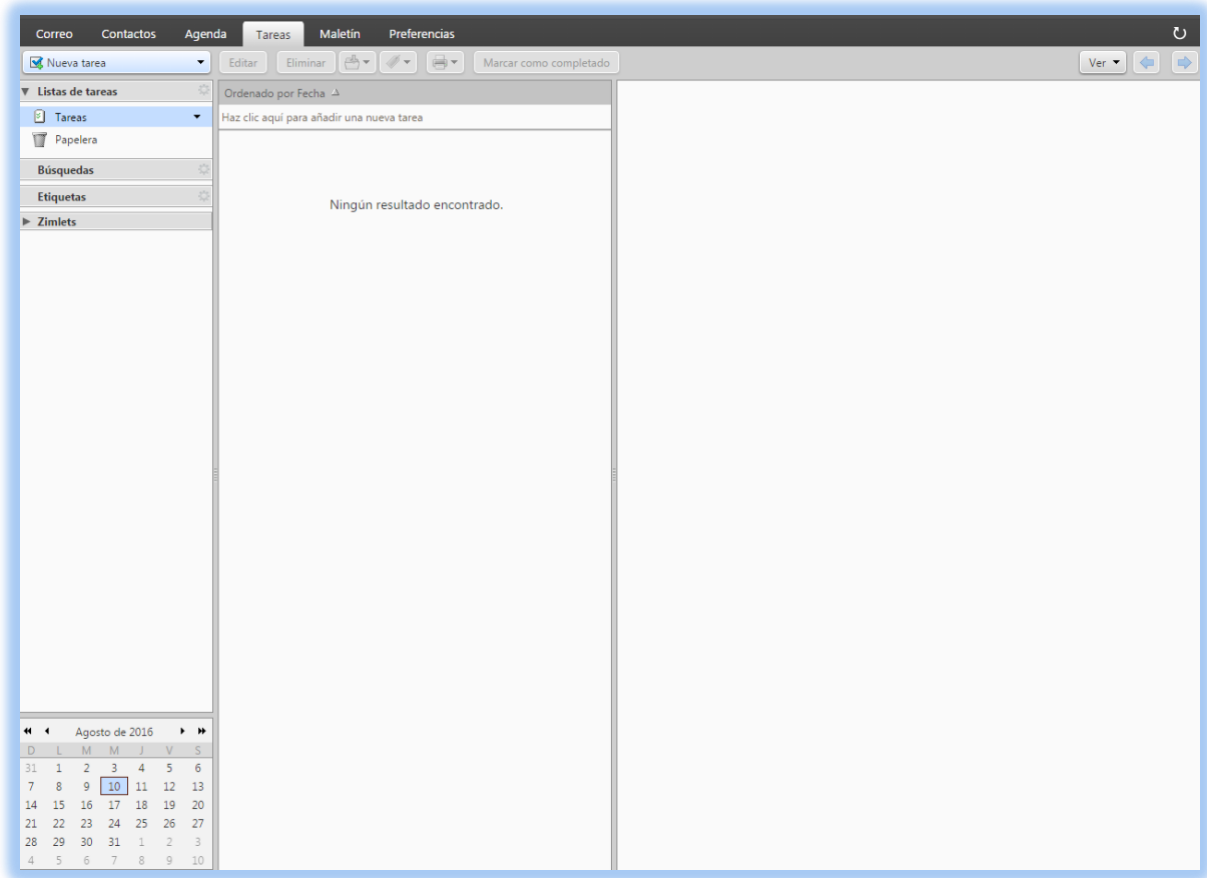 Correo Contactos Agenda Tareas Maletín Preferencias
Nueva tarea Editar Eliminar Marcar como completado Ver
Listas de tareas
Tareas
Papelera
Búsquedas
Etiquetas
Zimlets
Ordenado por Fecha
Haz clic aquí para añadir una nueva tarea
Ningún resultado encontrado.
Agosto de 2016
D L M M J V S
31 1 2 3 4 5 6
7 8 9 10 11 12 13
14 15 16 17 18 19 20
21 22 23 24 25 26 27
28 29 30 31 1 2 3
4 5 6 7 8 9 10